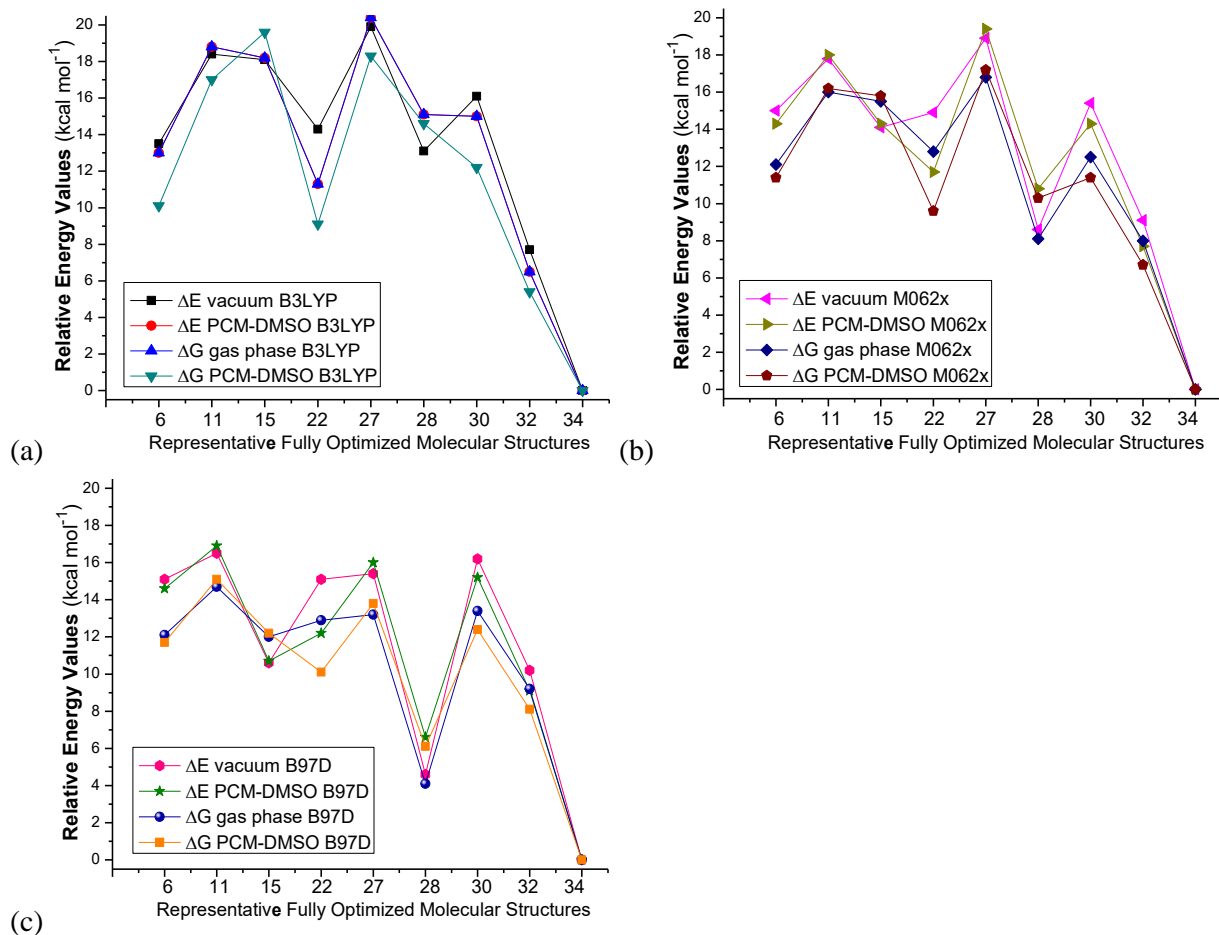 Relative Energy Values (kcal mol⁻¹)
20
18
16
14
12
10
8
6
4
2
0
ΔE vacuum B3LYP
ΔE PCM-DMSO B3LYP
ΔG gas phase B3LYP
ΔG PCM-DMSO B3LYP
6 11 15 22 27 28 30 32 34
Representative Fully Optimized Molecular Structures
(a)
Relative Energy Values (kcal mol⁻¹)
20
18
16
14
12
10
8
6
4
2
0
ΔE vacuum M062x
ΔE PCM-DMSO M062x
ΔG gas phase M062x
ΔG PCM-DMSO M062x
6 11 15 22 27 28 30 32 34
Representative Fully Optimized Molecular Structures
(b)
Relative Energy Values (kcal mol⁻¹)
20
18
16
14
12
10
8
6
4
2
0
ΔE vacuum B97D
ΔE PCM-DMSO B97D
ΔG gas phase B97D
ΔG PCM-DMSO B97D
6 11 15 22 27 28 30 32 34
Representative Fully Optimized Molecular Structures
(c)